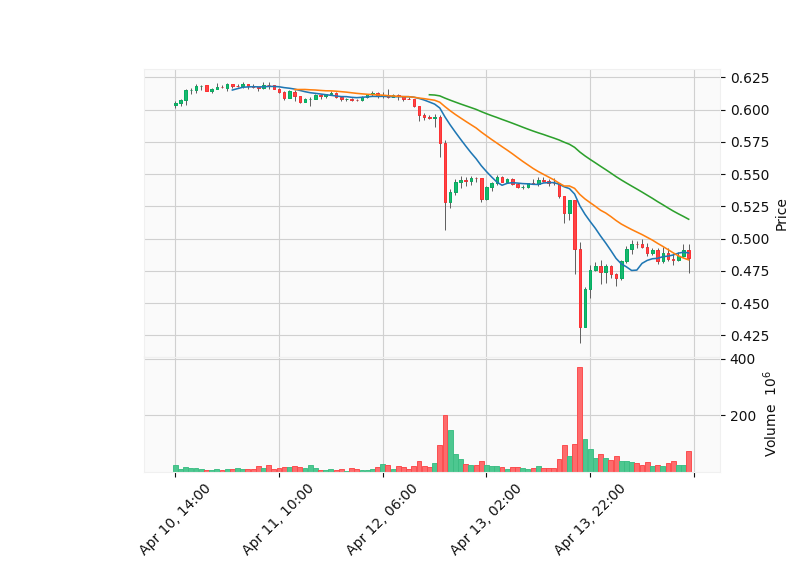 0.625
0.600
0.575
0.550
0.525
0.500
0.475
0.450
0.425
Price
400
200
Volume 10^6
Apr 10, 14:00
Apr 11, 10:00
Apr 12, 06:00
Apr 13, 02:00
Apr 13, 22:00